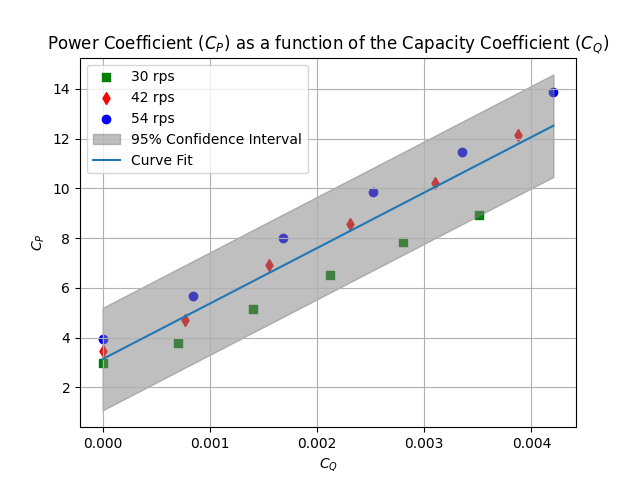 Power Coefficient (C_P) as a function of the Capacity Coefficient (C_Q)
30 rps
42 rps
54 rps
95% Confidence Interval
Curve Fit
14
12
10
8
6
4
2
C_P
0.000
0.001
0.002
0.003
0.004
C_Q